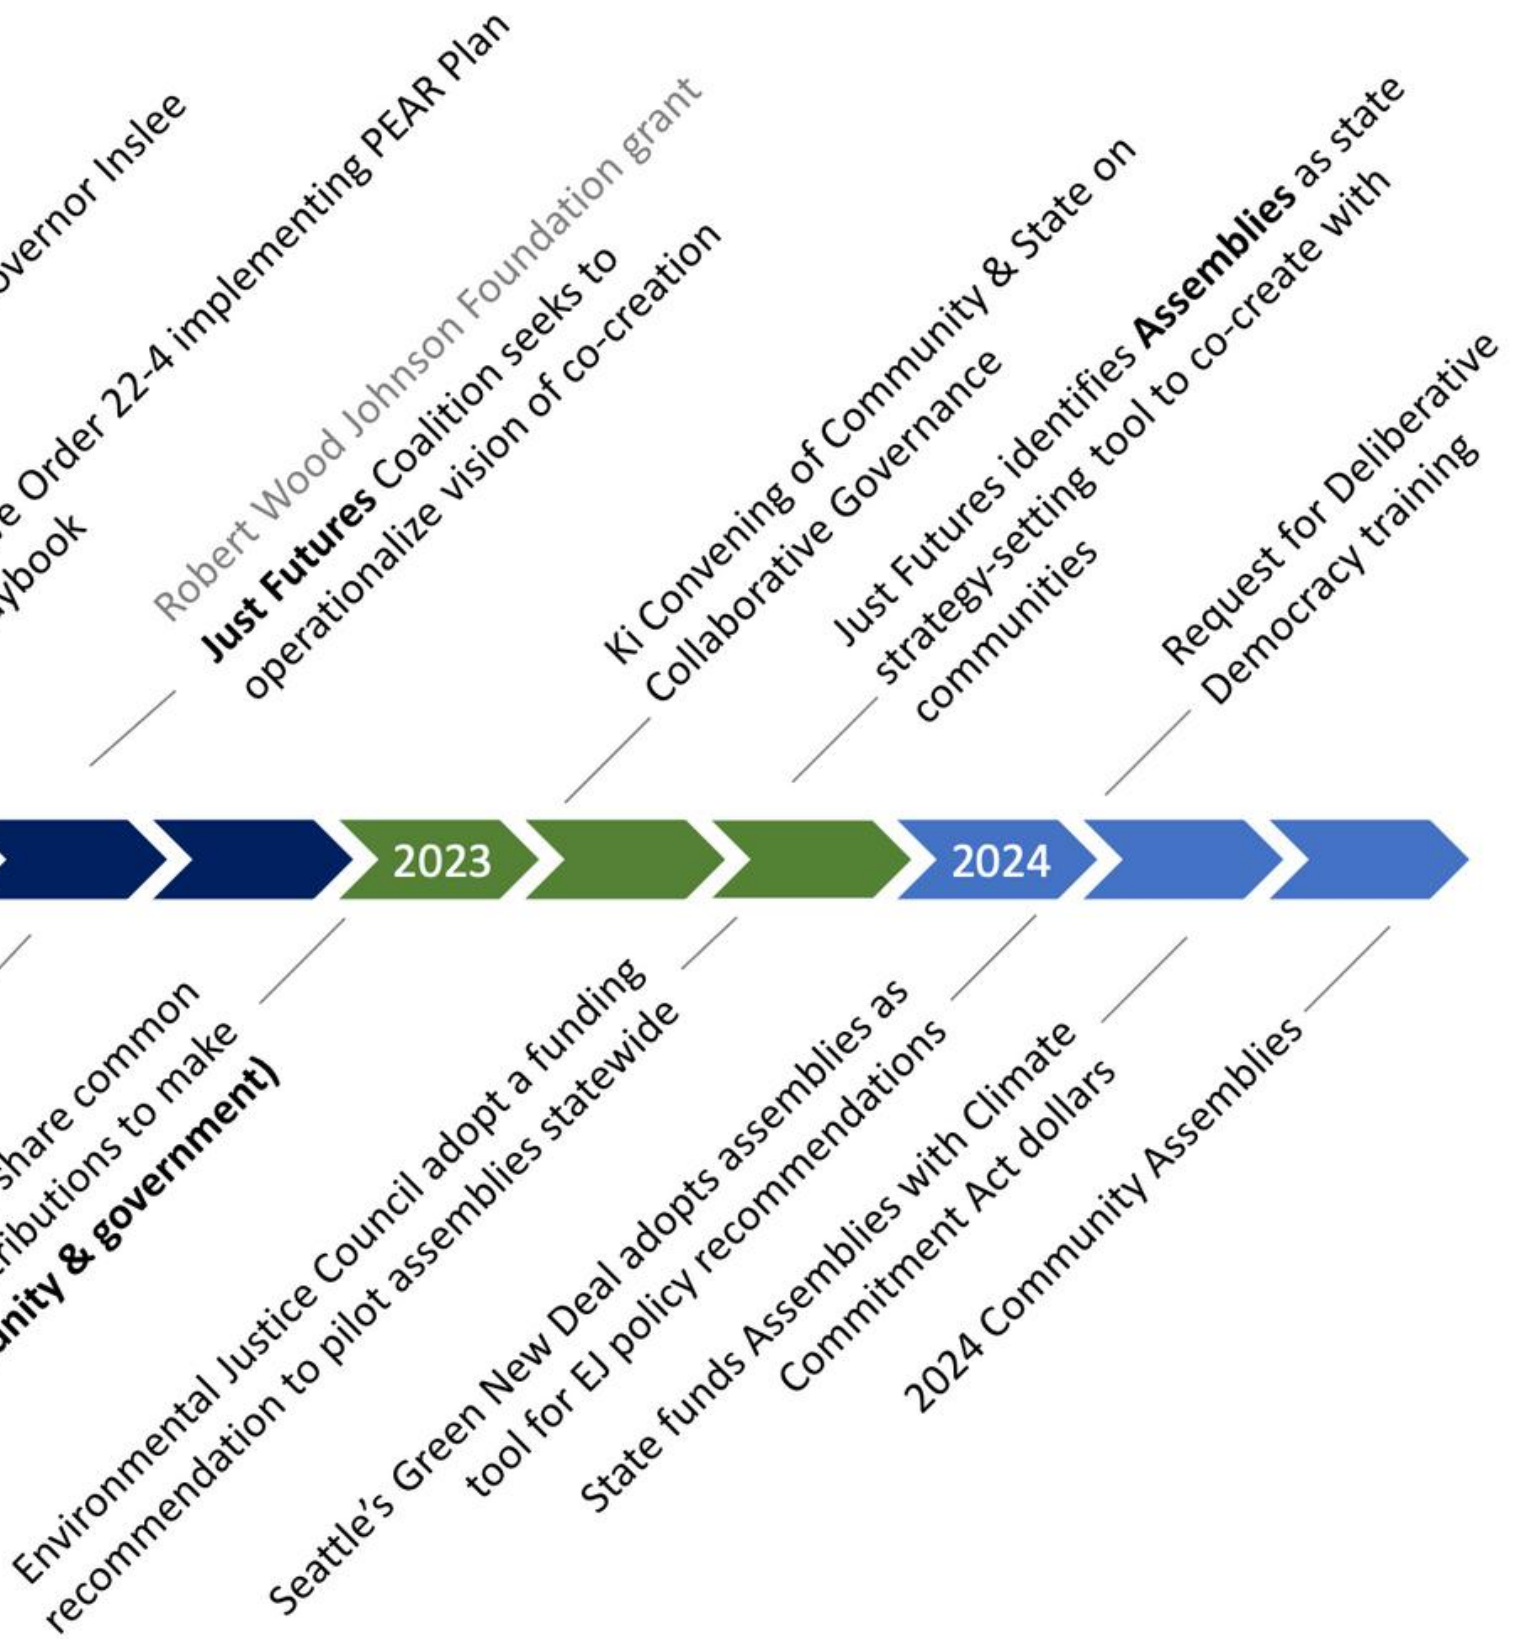 Governor Inslee
Order 22-4 implementing PEAR Plan
Robert Wood Johnson Foundation grant
Just Futures Coalition seeks to
operationalize vision of co-creation
Ki Convening of Community & State on
Collaborative Governance
Just Futures identifies Assemblies as state
strategy-setting tool to co-create with
communities
Request for Deliberative
Democracy training
2023
2024
share common
to make
& government)
Environmental Justice Council adopt a funding
recommendation to pilot assemblies statewide
Seattle’s Green New Deal adopts assemblies as
tool for EJ policy recommendations
State funds Assemblies with Climate
Commitment Act dollars
2024 Community Assemblies